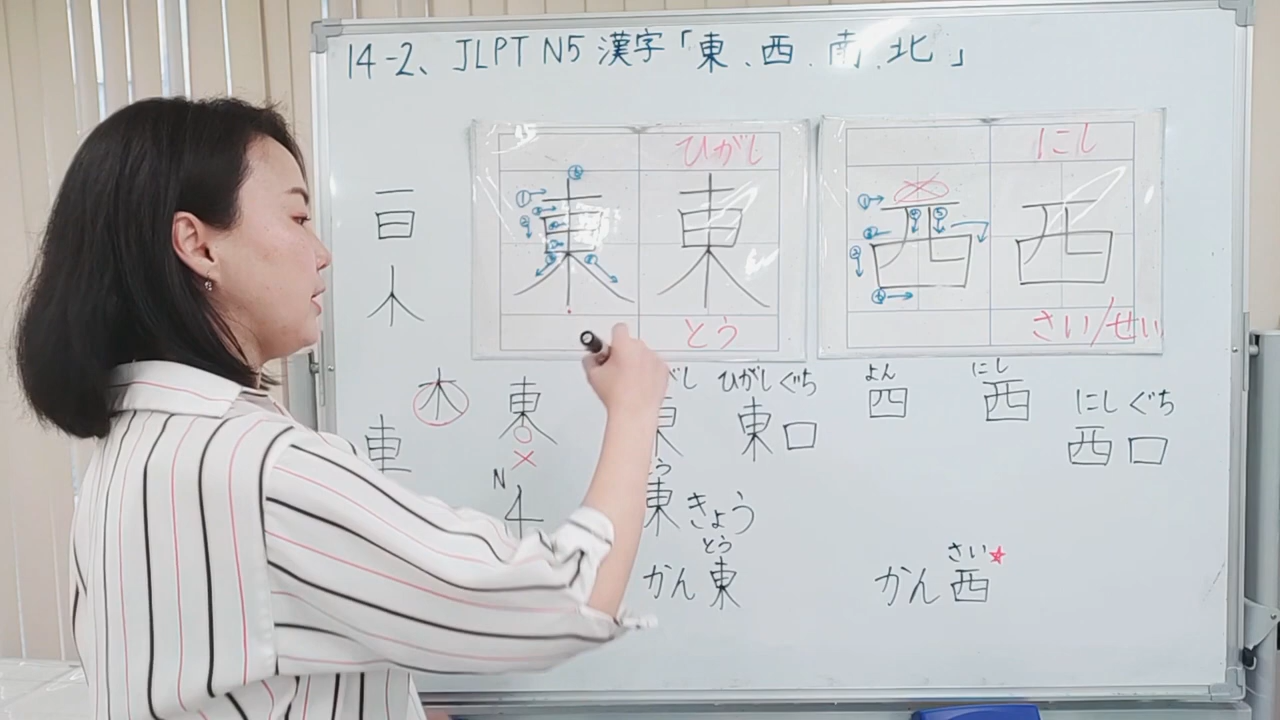 14-2、JLPT N5 漢字「東、西、南、北」
ひがし
東 東
とう
にし
西 西
さい/せい
木 東
車
N
ひがしぐち
東口
よん
四
にし
西
にしぐち
西口
東きょう
とう
かん東
さい
かん西